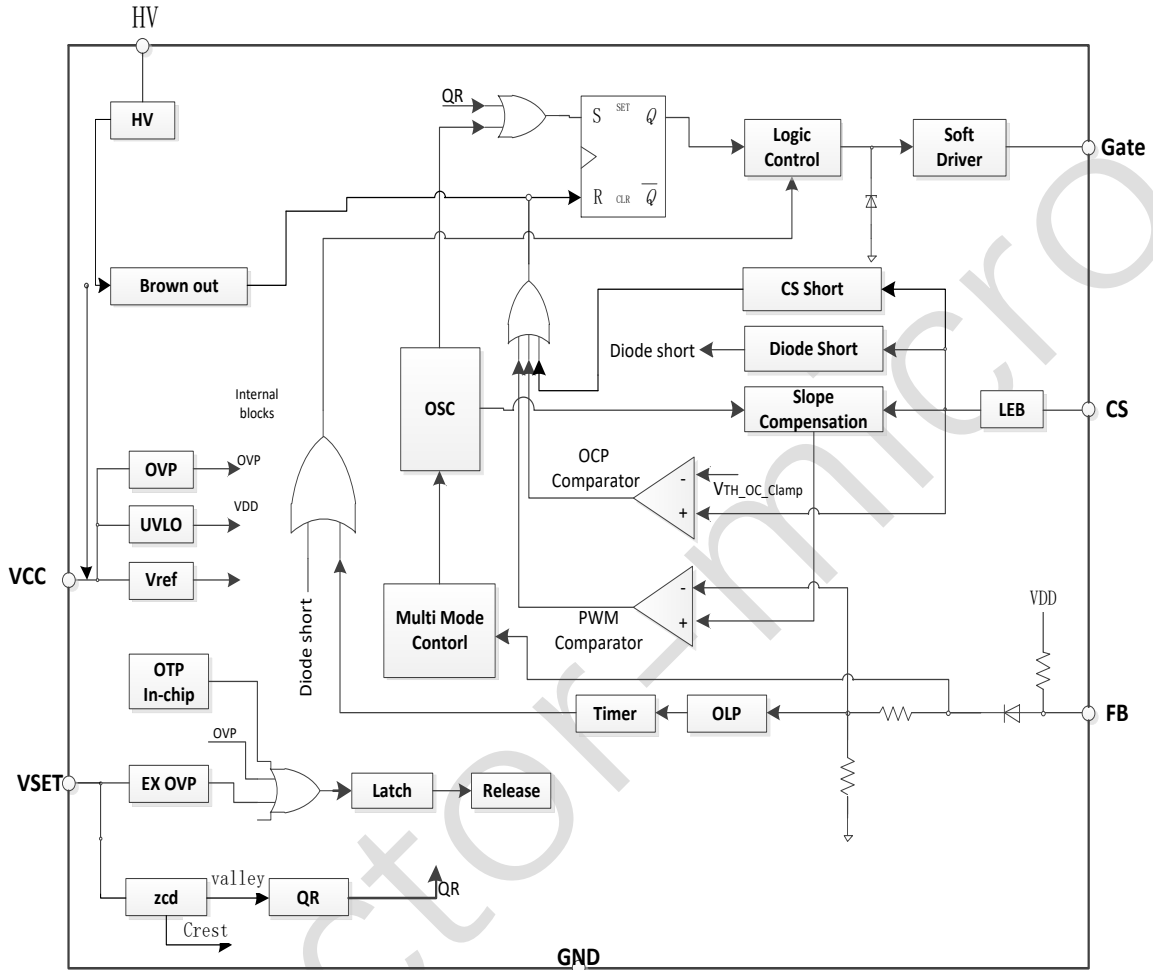 HV
HV
QR
S SET Q
R CLR Q
Logic
Control
Soft
Driver
Gate
Brown out
CS Short
Diode short
Diode Short
Internal
blocks
OSC
Slope
Compensation
LEB
CS
OCP
Comparator
-
+
VTH_OC_Clamp
OVP
OVP
UVLO
VDD
VCC
Vref
Diode short
Multi Mode
Contorl
PWM
Comparator
-
+
VDD
OTP
In-chip
Timer
OLP
FB
OVP
VSET
EX OVP
Latch
Release
zcd
valley
QR
QR
Crest
GND
ctor-micro